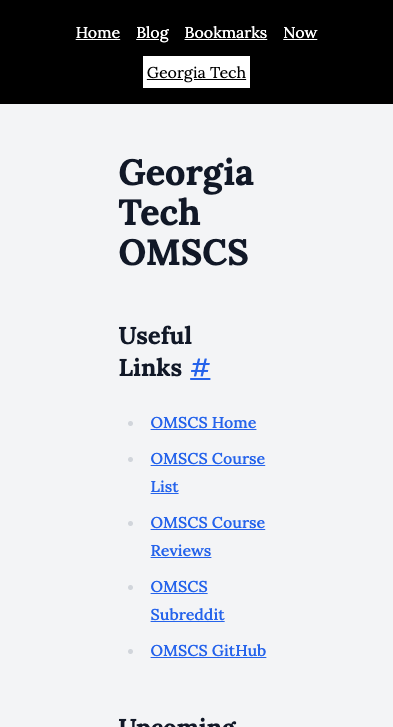 Home Blog Bookmarks Now
Georgia Tech
Georgia
Tech
OMSCS
Useful
Links #
OMSCS Home
OMSCS Course
List
OMSCS Course
Reviews
OMSCS
Subreddit
OMSCS GitHub
Upcoming